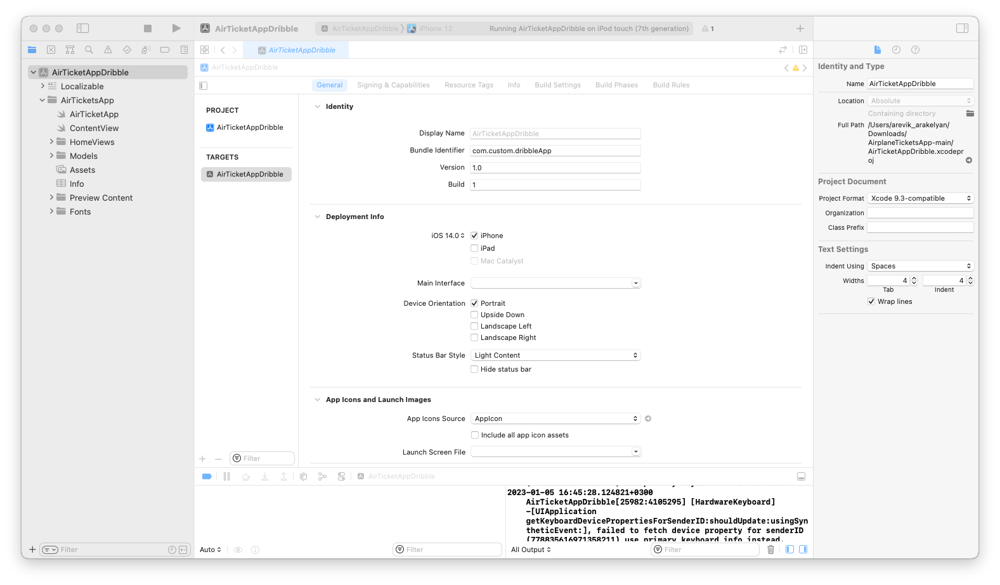 AirTicketAppDribble
AirTicketAppDribble
iPhone 12
Running AirTicketAppDribble on iPod touch (7th generation)
1
AirTicketAppDribble
AirTicketAppDribble
Localizable
AirTicketsApp
AirTicketApp
ContentView
HomeViews
Models
Assets
Info
Preview Content
Fonts
Filter
AirTicketAppDribble
General
Signing & Capabilities
Resource Tags
Info
Build Settings
Build Phases
Build Rules
PROJECT
AirTicketAppDribble
TARGETS
AirTicketAppDribble
Filter
Identity
Display Name AirTicketAppDribble
Bundle Identifier com.custom.dribbleApp
Version 1.0
Build 1
Deployment Info
iOS 14.0 iPhone
iPad
Mac Catalyst
Main Interface
Device Orientation Portrait
Upside Down
Landscape Left
Landscape Right
Status Bar Style Light Content
Hide status bar
App Icons and Launch Images
App Icons Source AppIcon
Include all app icon assets
Launch Screen File
AirTicketAppDribble
2023-01-05 16:45:28.124821+0300
AirTicketAppDribble[25982:4105295] [HardwareKeyboard]
-[UIApplication
getKeyboardDevicePropertiesForSenderID:shouldUpdate:usingSyn
theticEvent:], failed to fetch device property for senderID
(778835616971358211) use primary keyboard info instead.
Auto
Filter
All Output
Filter
Identity and Type
Name AirTicketAppDribble
Location Absolute
Containing directory
Full Path /Users/arevik_arakelyan/
Downloads/
AirplaneTicketsApp-main/
AirTicketAppDribble.xcodepr
oj
Project Document
Project Format Xcode 9.3-compatible
Organization
Class Prefix
Text Settings
Indent Using Spaces
Widths 4 4
Tab Indent
Wrap lines